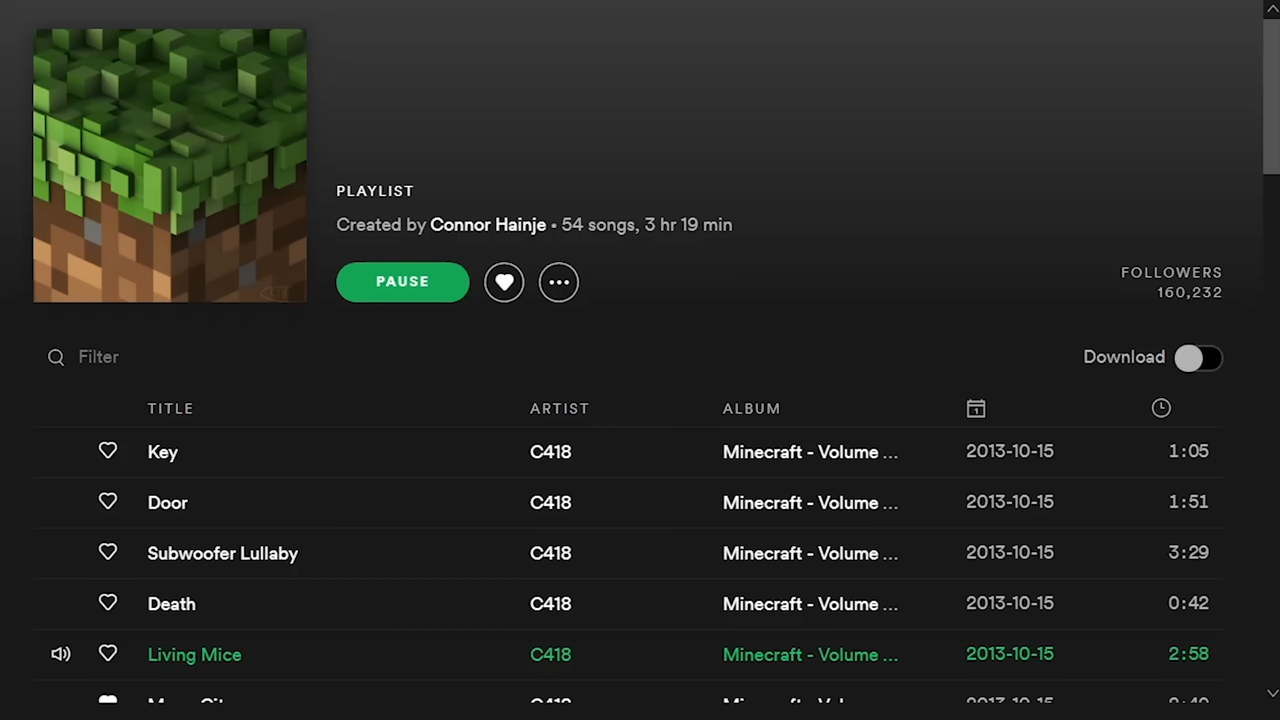 PLAYLIST
Created by Connor Hainje • 54 songs, 3 hr 19 min
PAUSE
FOLLOWERS
160,232
Filter
Download
TITLE ARTIST ALBUM
Key C418 Minecraft - Volume ... 2013-10-15 1:05
Door C418 Minecraft - Volume ... 2013-10-15 1:51
Subwoofer Lullaby C418 Minecraft - Volume ... 2013-10-15 3:29
Death C418 Minecraft - Volume ... 2013-10-15 0:42
Living Mice C418 Minecraft - Volume ... 2013-10-15 2:58